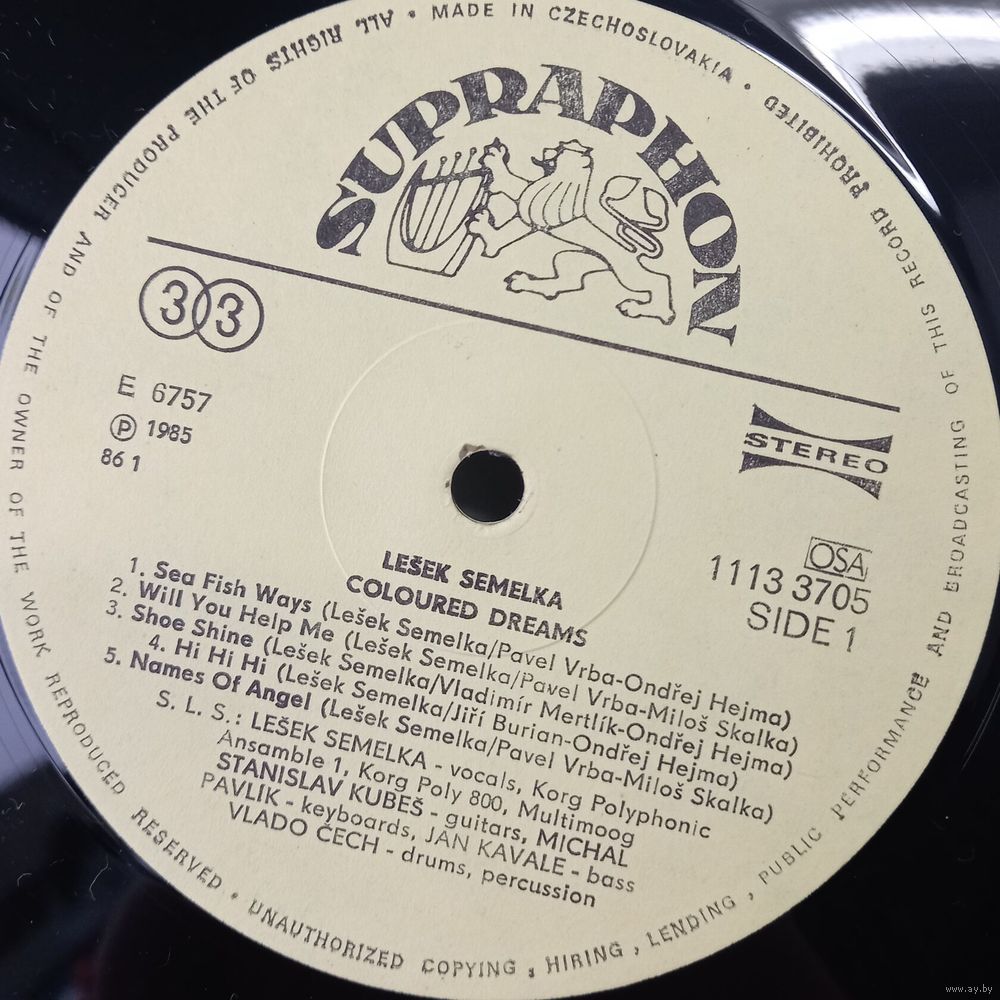 MADE IN CZECHOSLOVAKIA • PROHIBITED
ALL RIGHTS OF THE PRODUCER AND OF THE OWNER OF THE WORK REPRODUCED RESERVED • UNAUTHORIZED COPYING, HIRING, LENDING, PUBLIC PERFORMANCE AND BROADCASTING OF THIS RECORD PROHIBITED •
SUPRAPHON
33
E 6757
Ⓟ 1985
86 1
STEREO
OSA
1113 3705
SIDE 1
LEŠEK SEMELKA
COLOURED DREAMS
1. Sea Fish Ways (Lešek Semelka/Pavel Vrba-Ondřej Hejma)
2. Will You Help Me (Lešek Semelka/Pavel Vrba-Miloš Skalka)
3. Shoe Shine (Lešek Semelka/Vladimír Mertlík-Ondřej Hejma)
4. Hi Hi Hi (Lešek Semelka/Jiří Burian-Ondřej Hejma)
5. Names Of Angel (Lešek Semelka/Pavel Vrba-Miloš Skalka)
S. L. S.: LEŠEK SEMELKA - vocals, Korg Polyphonic
Ansamble 1, Korg Poly 800, Multimoog
STANISLAV KUBEŠ - guitars, MICHAL
PAVLIK - keyboards, JAN KAVALE - bass
VLADO ČECH - drums, percussion
www.ay.by